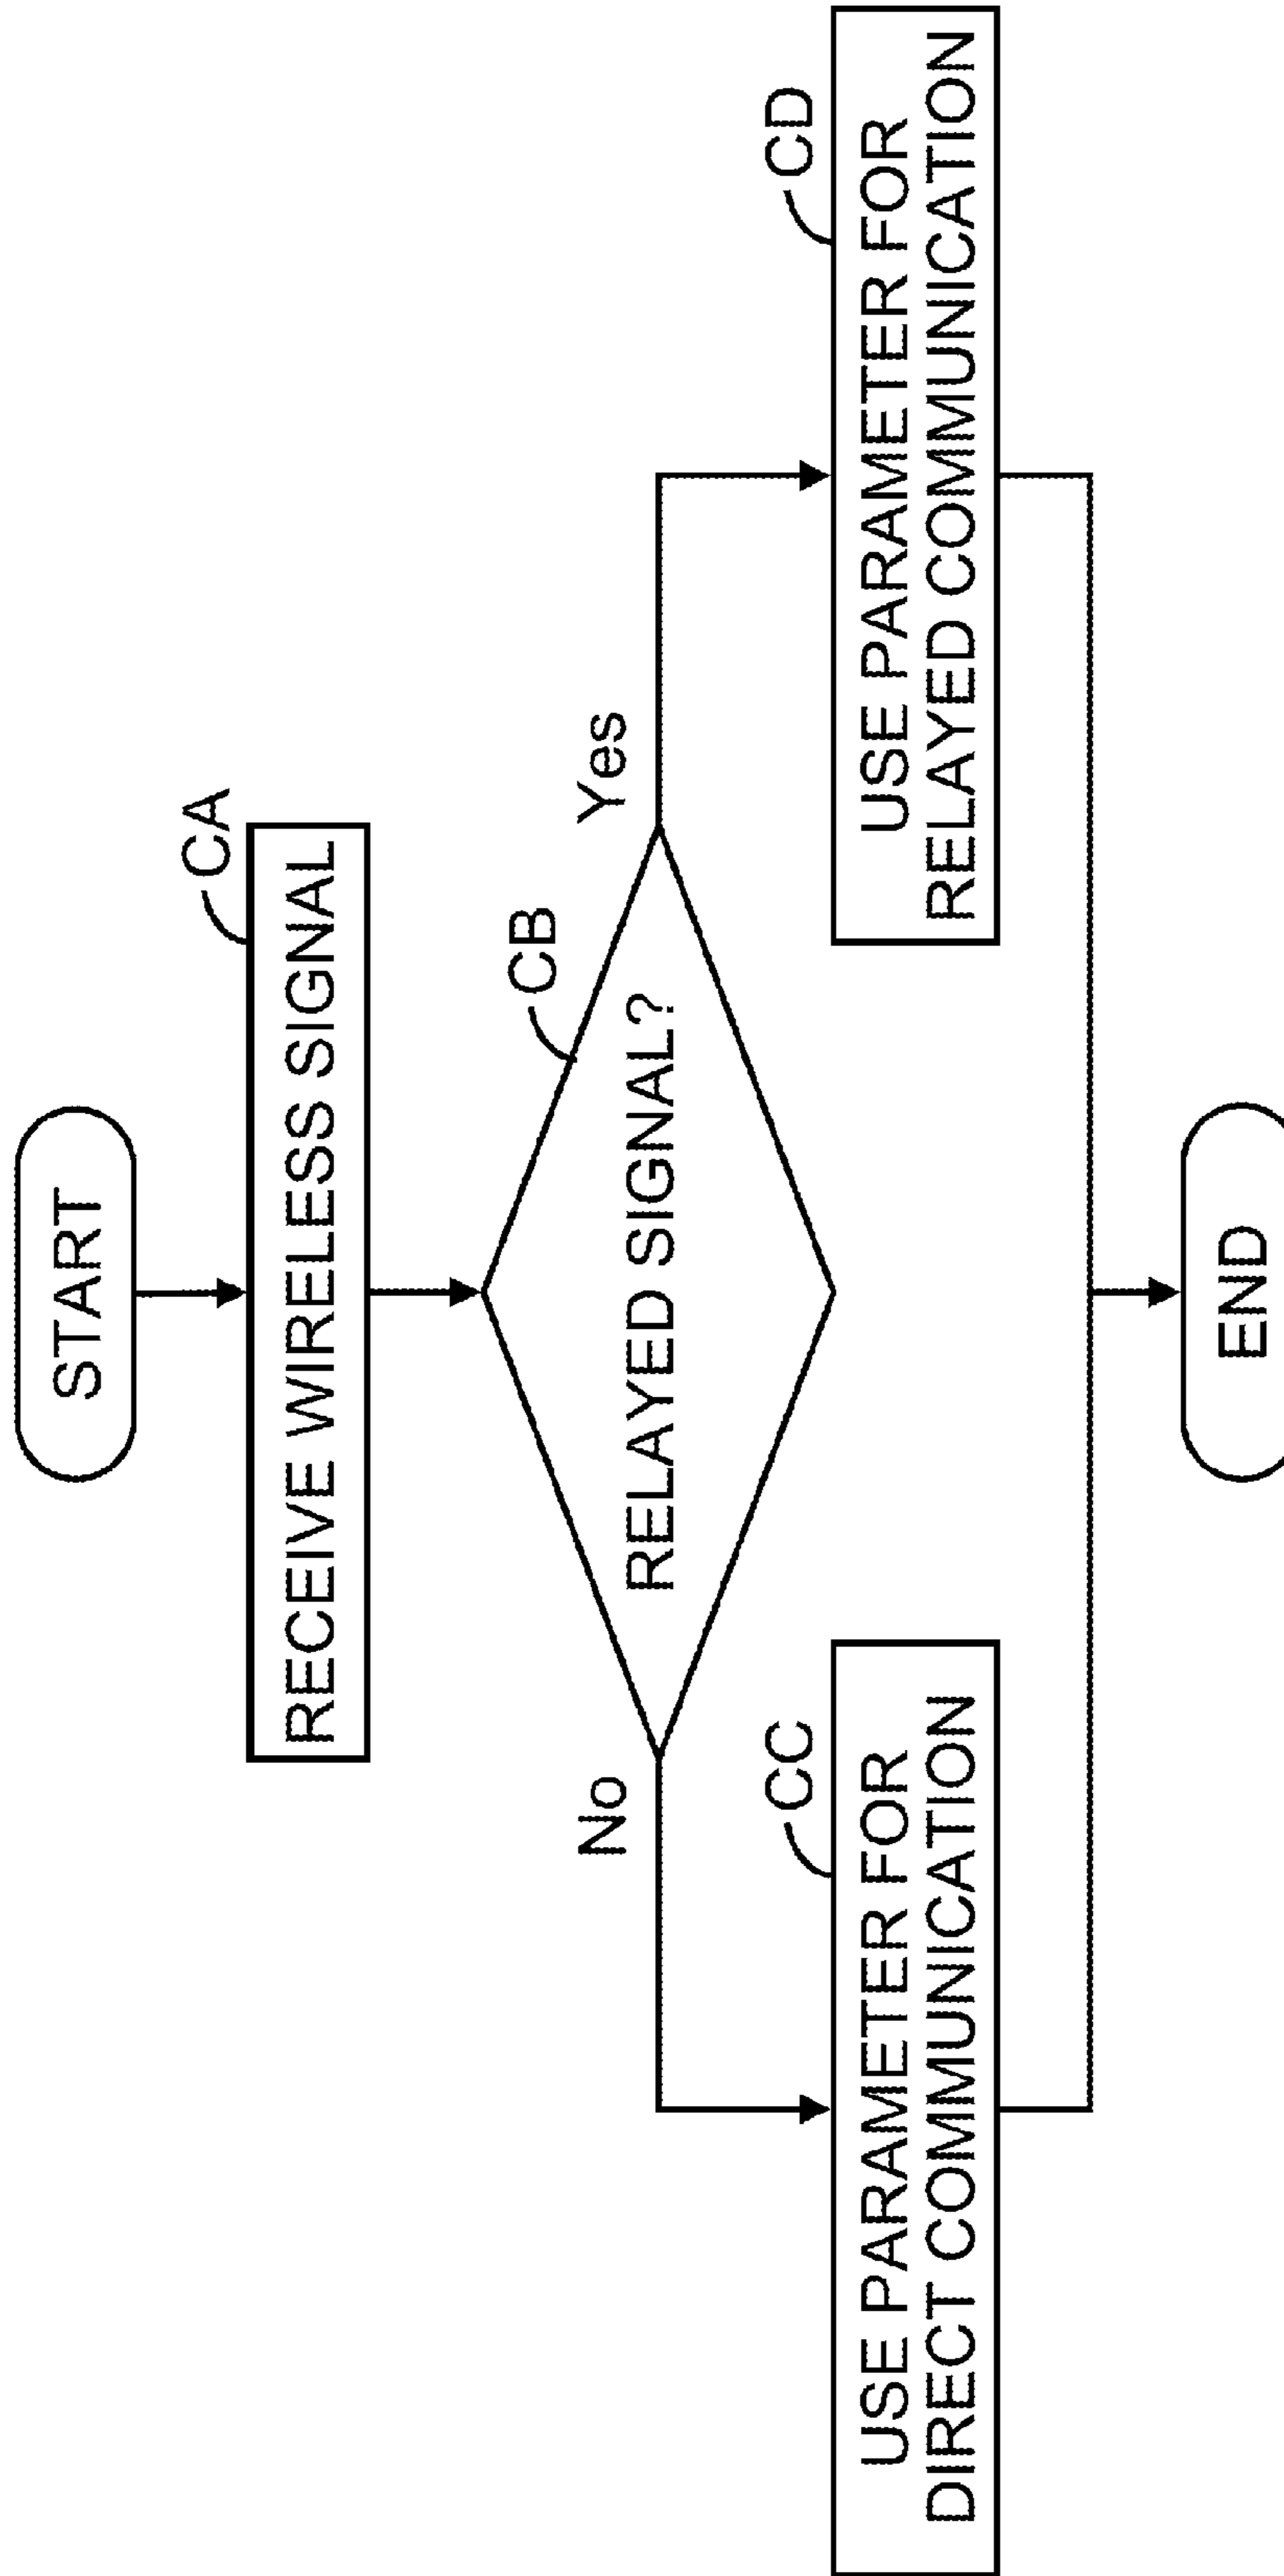 START
CA
RECEIVE WIRELESS SIGNAL
CB
RELAYED SIGNAL?
No
Yes
CC
USE PARAMETER FOR
DIRECT COMMUNICATION
CD
USE PARAMETER FOR
RELAYED COMMUNICATION
END